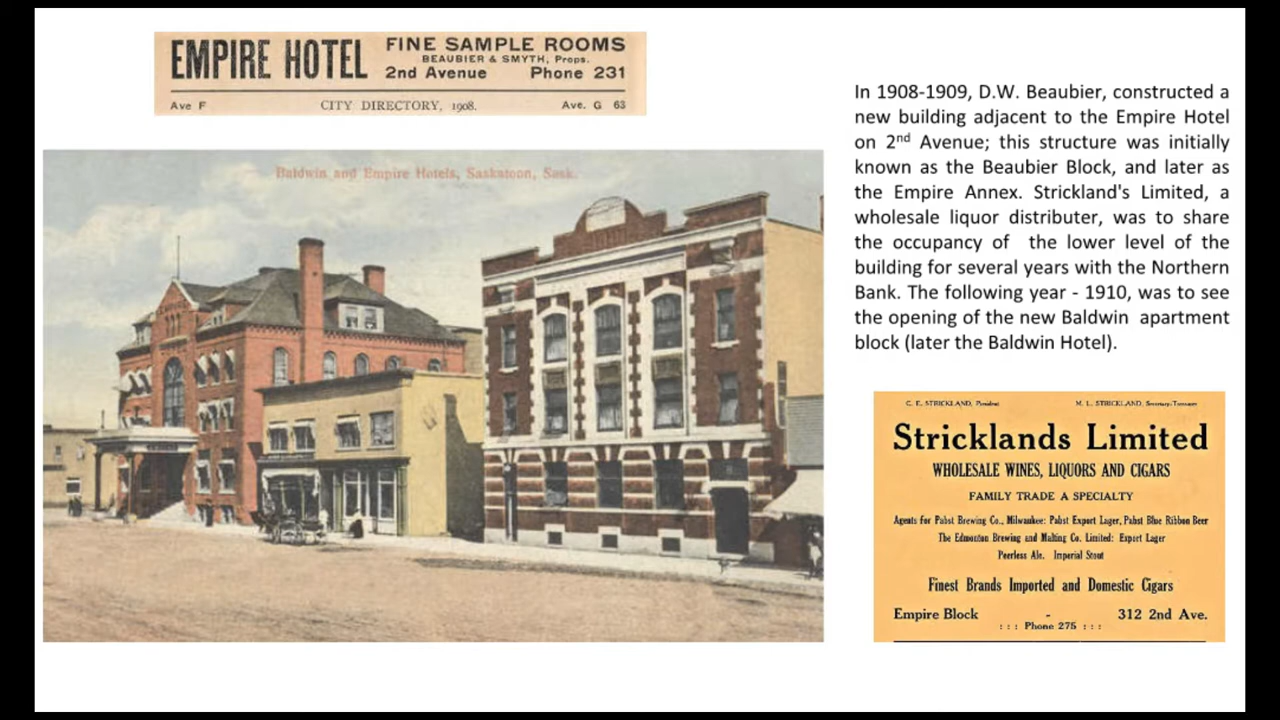 EMPIRE HOTEL
FINE SAMPLE ROOMS
BEAUBIER & SMYTH, Props.
2nd Avenue Phone 231
Ave F CITY DIRECTORY, 1908. Ave. G 63
Baldwin and Empire Hotels, Saskatoon, Sask.
In 1908-1909, D.W. Beaubier, constructed a
new building adjacent to the Empire Hotel
on 2nd Avenue; this structure was initially
known as the Beaubier Block, and later as
the Empire Annex. Strickland's Limited, a
wholesale liquor distributer, was to share
the occupancy of the lower level of the
building for several years with the Northern
Bank. The following year - 1910, was to see
the opening of the new Baldwin apartment
block (later the Baldwin Hotel).
C. E. STRICKLAND, President M. L. STRICKLAND, Secretary-Treasurer
Stricklands Limited
WHOLESALE WINES, LIQUORS AND CIGARS
FAMILY TRADE A SPECIALTY
Agents for Pabst Brewing Co., Milwaukee: Pabst Export Lager, Pabst Blue Ribbon Beer
The Edmonton Brewing and Malting Co. Limited: Export Lager
Peerless Ale. Imperial Stout
Finest Brands Imported and Domestic Cigars
Empire Block - 312 2nd Ave.
: : : Phone 275 : : :